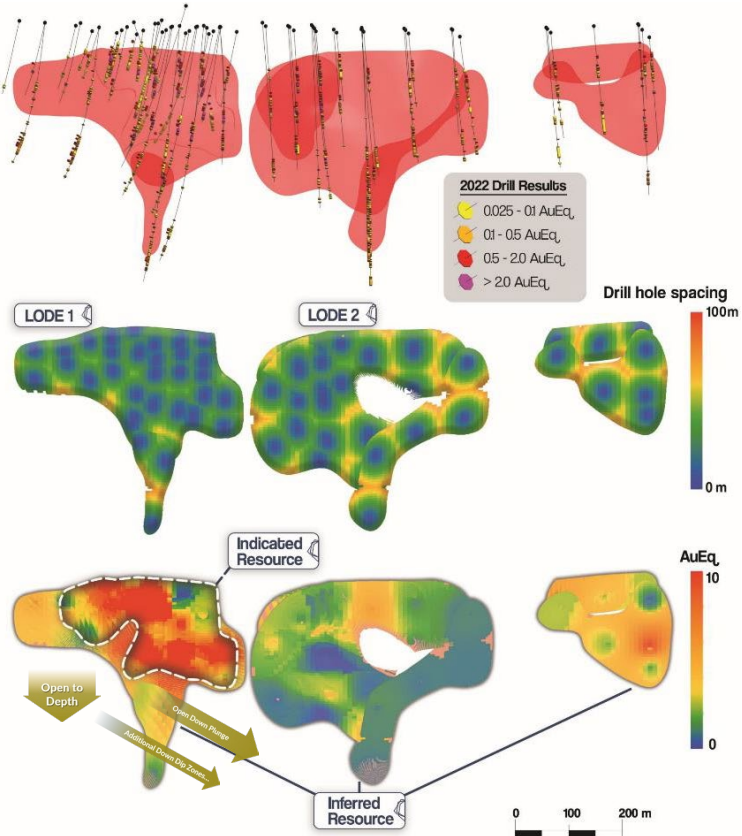 2022 Drill Results
0.025 - 0.1 AuEq
0.1 - 0.5 AuEq
0.5 - 2.0 AuEq
> 2.0 AuEq
Drill hole spacing
100m
0 m
LODE 1
LODE 2
Indicated
Resource
AuEq
10
0
Open to
Depth
Open Down Plunge
Additional Down Dip Zones...
Inferred
Resource
0 100 200 m